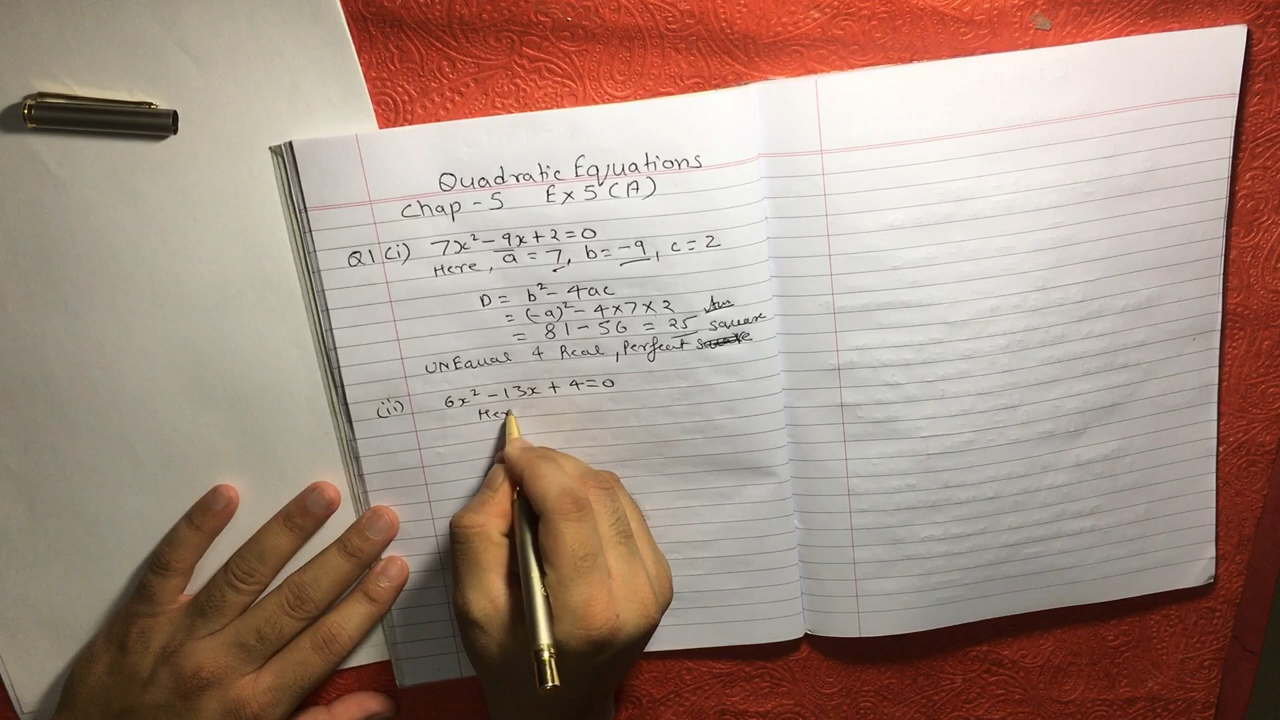 Quadratic Equations
Chap - 5 Ex 5 (A)
Q1 (i) 7x² - 9x + 2 = 0
Here, a = 7, b = -9, c = 2
D = b² - 4ac
= (-9)² - 4×7×2 Ans
= 81 - 56 = 25 square
UNEqual & Real, Perfect
(ii) 6x² - 13x + 4 = 0
Her